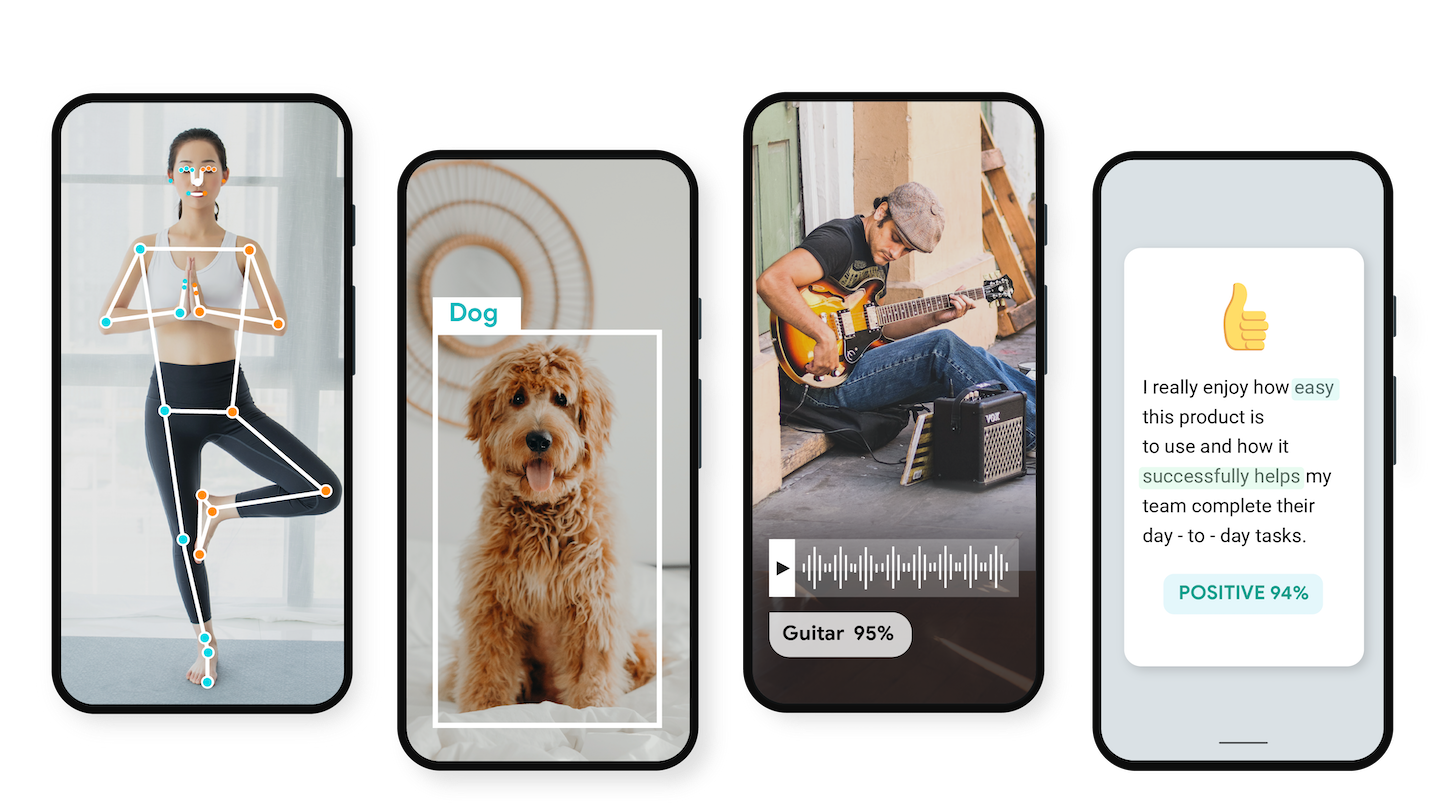 Dog
VOX
Guitar 95%
I really enjoy how easy
this product is
to use and how it
successfully helps my
team complete their
day - to - day tasks.
POSITIVE 94%